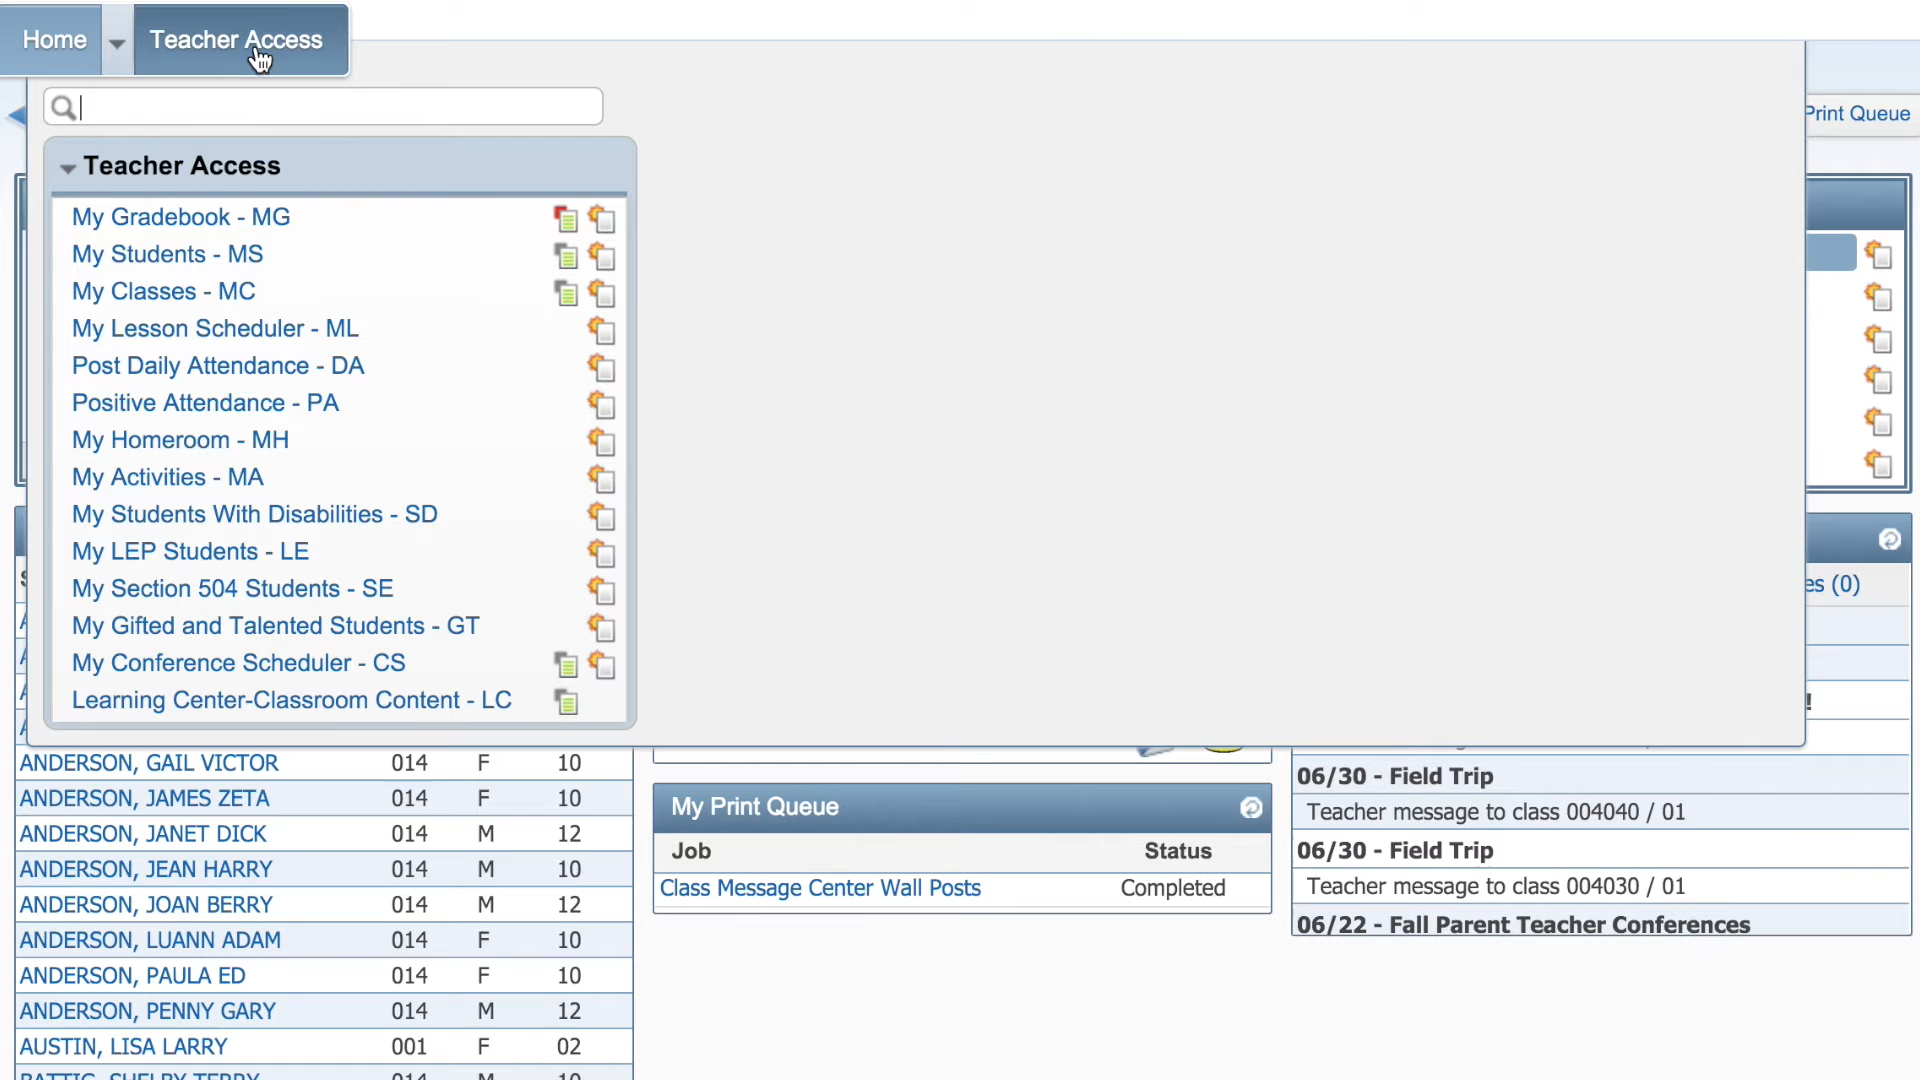 Home
Teacher Access
Print Queue
Teacher Access
My Gradebook - MG
My Students - MS
My Classes - MC
My Lesson Scheduler - ML
Post Daily Attendance - DA
Positive Attendance - PA
My Homeroom - MH
My Activities - MA
My Students With Disabilities - SD
My LEP Students - LE
My Section 504 Students - SE
My Gifted and Talented Students - GT
My Conference Scheduler - CS
Learning Center-Classroom Content - LC
(0)
!
ANDERSON, GAIL VICTOR 014 F 10
ANDERSON, JAMES ZETA 014 F 10
ANDERSON, JANET DICK 014 M 12
ANDERSON, JEAN HARRY 014 M 10
ANDERSON, JOAN BERRY 014 M 12
ANDERSON, LUANN ADAM 014 F 10
ANDERSON, PAULA ED 014 F 10
ANDERSON, PENNY GARY 014 M 12
AUSTIN, LISA LARRY 001 F 02
My Print Queue
Job Status
Class Message Center Wall Posts Completed
06/30 - Field Trip
Teacher message to class 004040 / 01
06/30 - Field Trip
Teacher message to class 004030 / 01
06/22 - Fall Parent Teacher Conferences